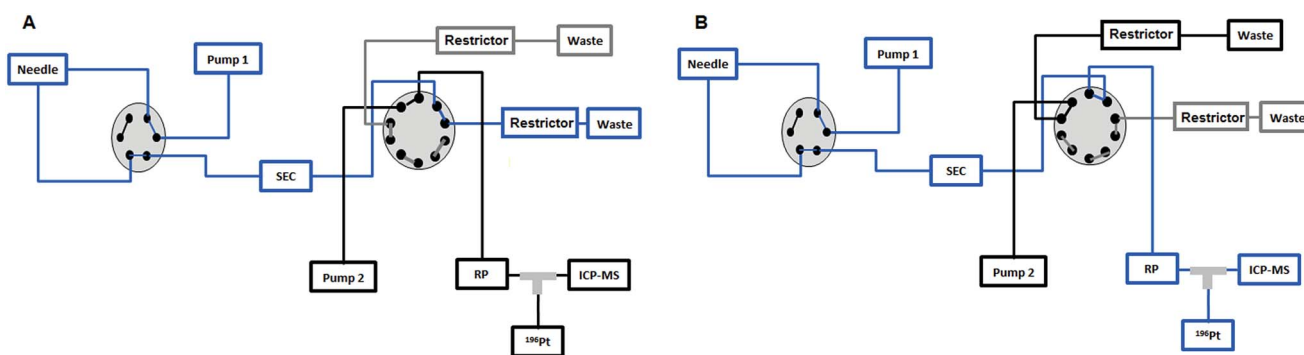 A
Needle
Pump 1
Restrictor
Waste
Restrictor
Waste
SEC
Pump 2
RP
ICP-MS
¹⁹⁶Pt
B
Needle
Pump 1
Restrictor
Waste
Restrictor
Waste
SEC
Pump 2
RP
ICP-MS
¹⁹⁶Pt